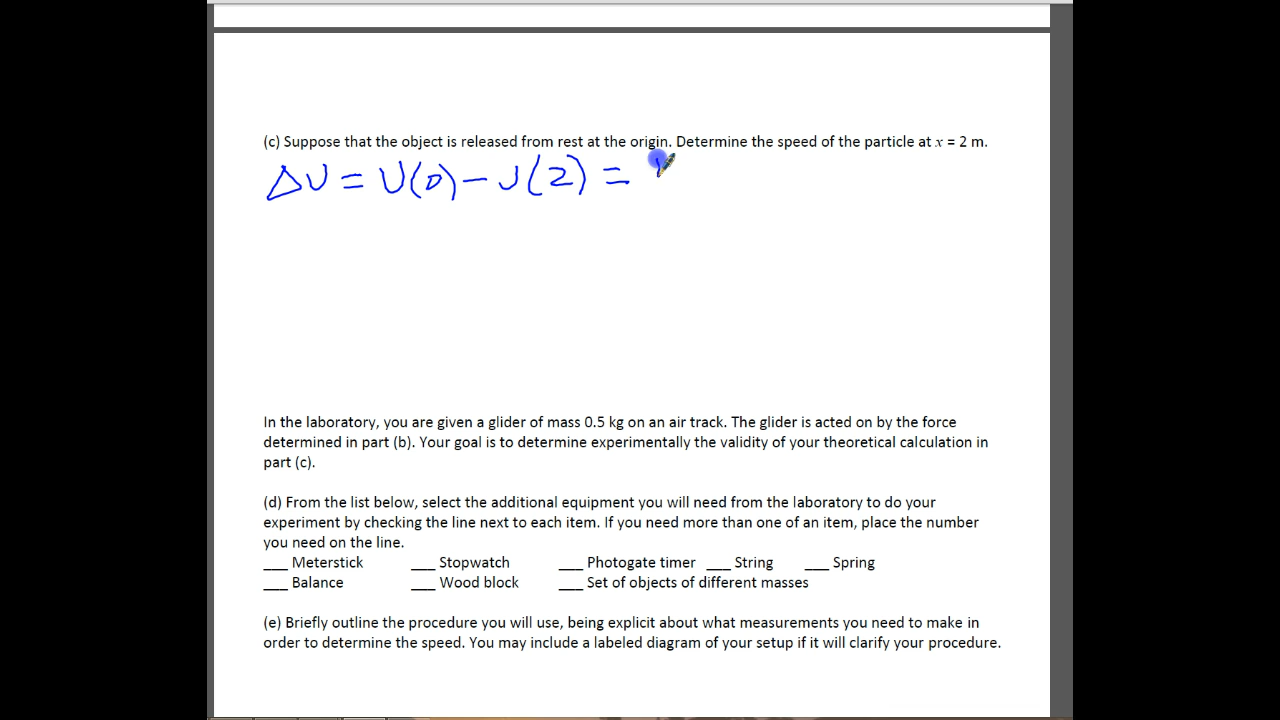 (c) Suppose that the object is released from rest at the origin. Determine the speed of the particle at x = 2 m.
ΔU = U(0) - U(2) =
In the laboratory, you are given a glider of mass 0.5 kg on an air track. The glider is acted on by the force
determined in part (b). Your goal is to determine experimentally the validity of your theoretical calculation in
part (c).
(d) From the list below, select the additional equipment you will need from the laboratory to do your
experiment by checking the line next to each item. If you need more than one of an item, place the number
you need on the line.
___ Meterstick ___ Stopwatch ___ Photogate timer ___ String ___ Spring
___ Balance ___ Wood block ___ Set of objects of different masses
(e) Briefly outline the procedure you will use, being explicit about what measurements you need to make in
order to determine the speed. You may include a labeled diagram of your setup if it will clarify your procedure.